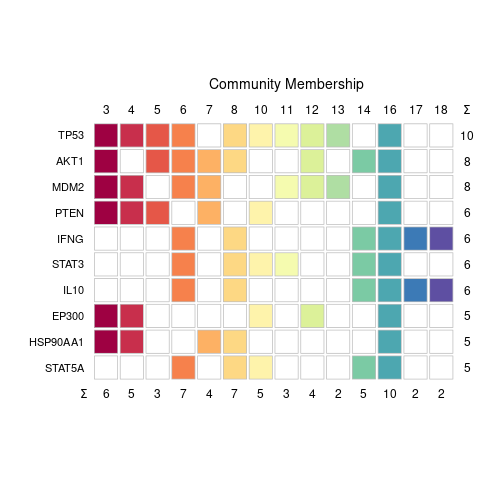 Community Membership
3 4 5 6 7 8 10 11 12 13 14 16 17 18 Σ
TP53 10
AKT1 8
MDM2 8
PTEN 6
IFNG 6
STAT3 6
IL10 6
EP300 5
HSP90AA1 5
STAT5A 5
Σ 6 5 3 7 4 7 5 3 4 2 5 10 2 2